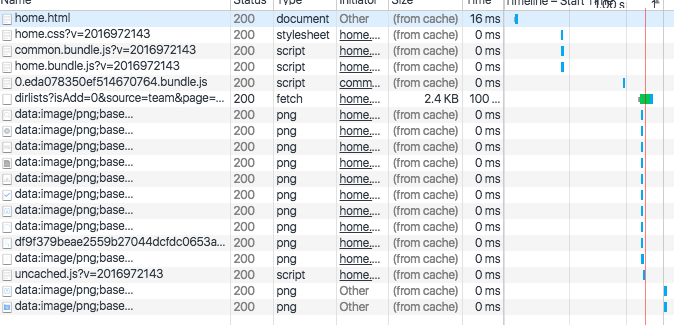 Name Status Type Initiator Size Time Timeline – Start Time 1.00 s 1
home.html 200 document Other (from cache) 16 ms
home.css?v=2016972143 200 stylesheet home.... (from cache) 0 ms
common.bundle.js?v=2016972143 200 script home.... (from cache) 0 ms
home.bundle.js?v=2016972143 200 script home.... (from cache) 0 ms
0.eda078350ef514670764.bundle.js 200 script comm... (from cache) 0 ms
dirlists?isAdd=0&source=team&page=... 200 fetch home.... 2.4 KB 100 ...
data:image/png;base... 200 png home.... (from cache) 0 ms
data:image/png;base... 200 png home.... (from cache) 0 ms
data:image/png;base... 200 png home.... (from cache) 0 ms
data:image/png;base... 200 png home.... (from cache) 0 ms
data:image/png;base... 200 png home.... (from cache) 0 ms
data:image/png;base... 200 png home.... (from cache) 0 ms
data:image/png;base... 200 png home.... (from cache) 0 ms
data:image/png;base... 200 png home.... (from cache) 0 ms
df9f379beae2559b27044dcfdc0653a... 200 png home.... (from cache) 0 ms
data:image/png;base... 200 png home.... (from cache) 0 ms
uncached.js?v=2016972143 200 script home.... (from cache) 0 ms
data:image/png;base... 200 png Other (from cache) 0 ms
data:image/png;base... 200 png Other (from cache) 0 ms